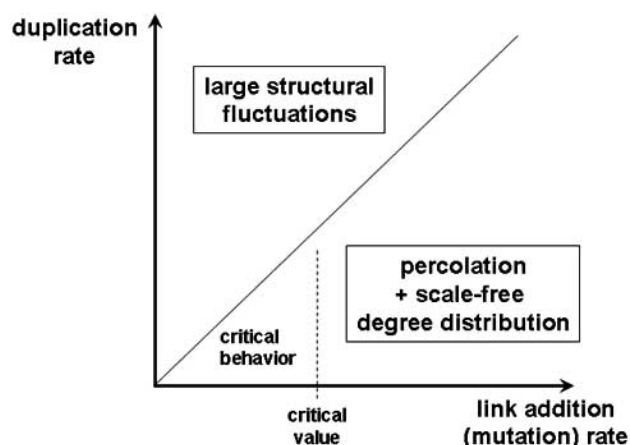 duplication
rate
large structural
fluctuations
percolation
+ scale-free
degree distribution
critical
behavior
critical
value
link addition
(mutation) rate